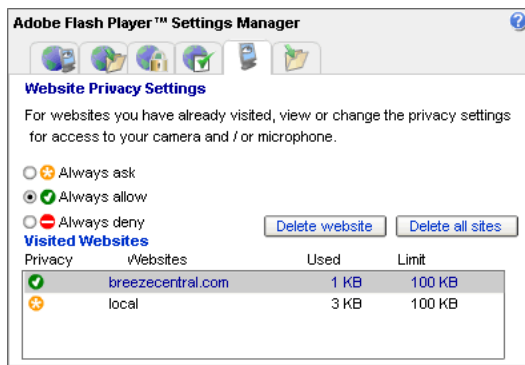 Adobe Flash Player™ Settings Manager
?
Website Privacy Settings
For websites you have already visited, view or change the privacy settings
for access to your camera and / or microphone.
Always ask
Always allow
Always deny
Delete website
Delete all sites
Visited Websites
Privacy Websites Used Limit
breezecentral.com 1 KB 100 KB
local 3 KB 100 KB